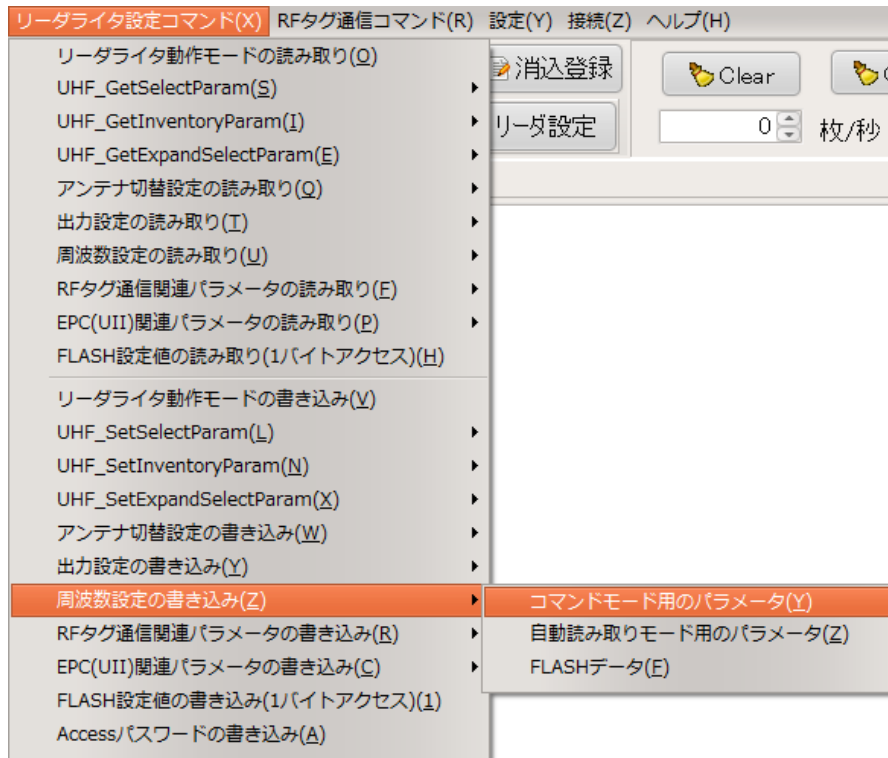 リーダライタ設定コマンド(X) RFタグ通信コマンド(R) 設定(Y) 接続(Z) ヘルプ(H)
消込登録 Clear
リーダ設定 0 枚/秒
リーダライタ動作モードの読み取り(O)
UHF_GetSelectParam(S)
UHF_GetInventoryParam(I)
UHF_GetExpandSelectParam(E)
アンテナ切替設定の読み取り(Q)
出力設定の読み取り(T)
周波数設定の読み取り(U)
RFタグ通信関連パラメータの読み取り(F)
EPC(UII)関連パラメータの読み取り(P)
FLASH設定値の読み取り(1バイトアクセス)(H)
リーダライタ動作モードの書き込み(V)
UHF_SetSelectParam(L)
UHF_SetInventoryParam(N)
UHF_SetExpandSelectParam(X)
アンテナ切替設定の書き込み(W)
出力設定の書き込み(Y)
周波数設定の書き込み(Z)
RFタグ通信関連パラメータの書き込み(R)
EPC(UII)関連パラメータの書き込み(C)
FLASH設定値の書き込み(1バイトアクセス)(1)
Accessパスワードの書き込み(A)
コマンドモード用のパラメータ(Y)
自動読み取りモード用のパラメータ(Z)
FLASHデータ(F)